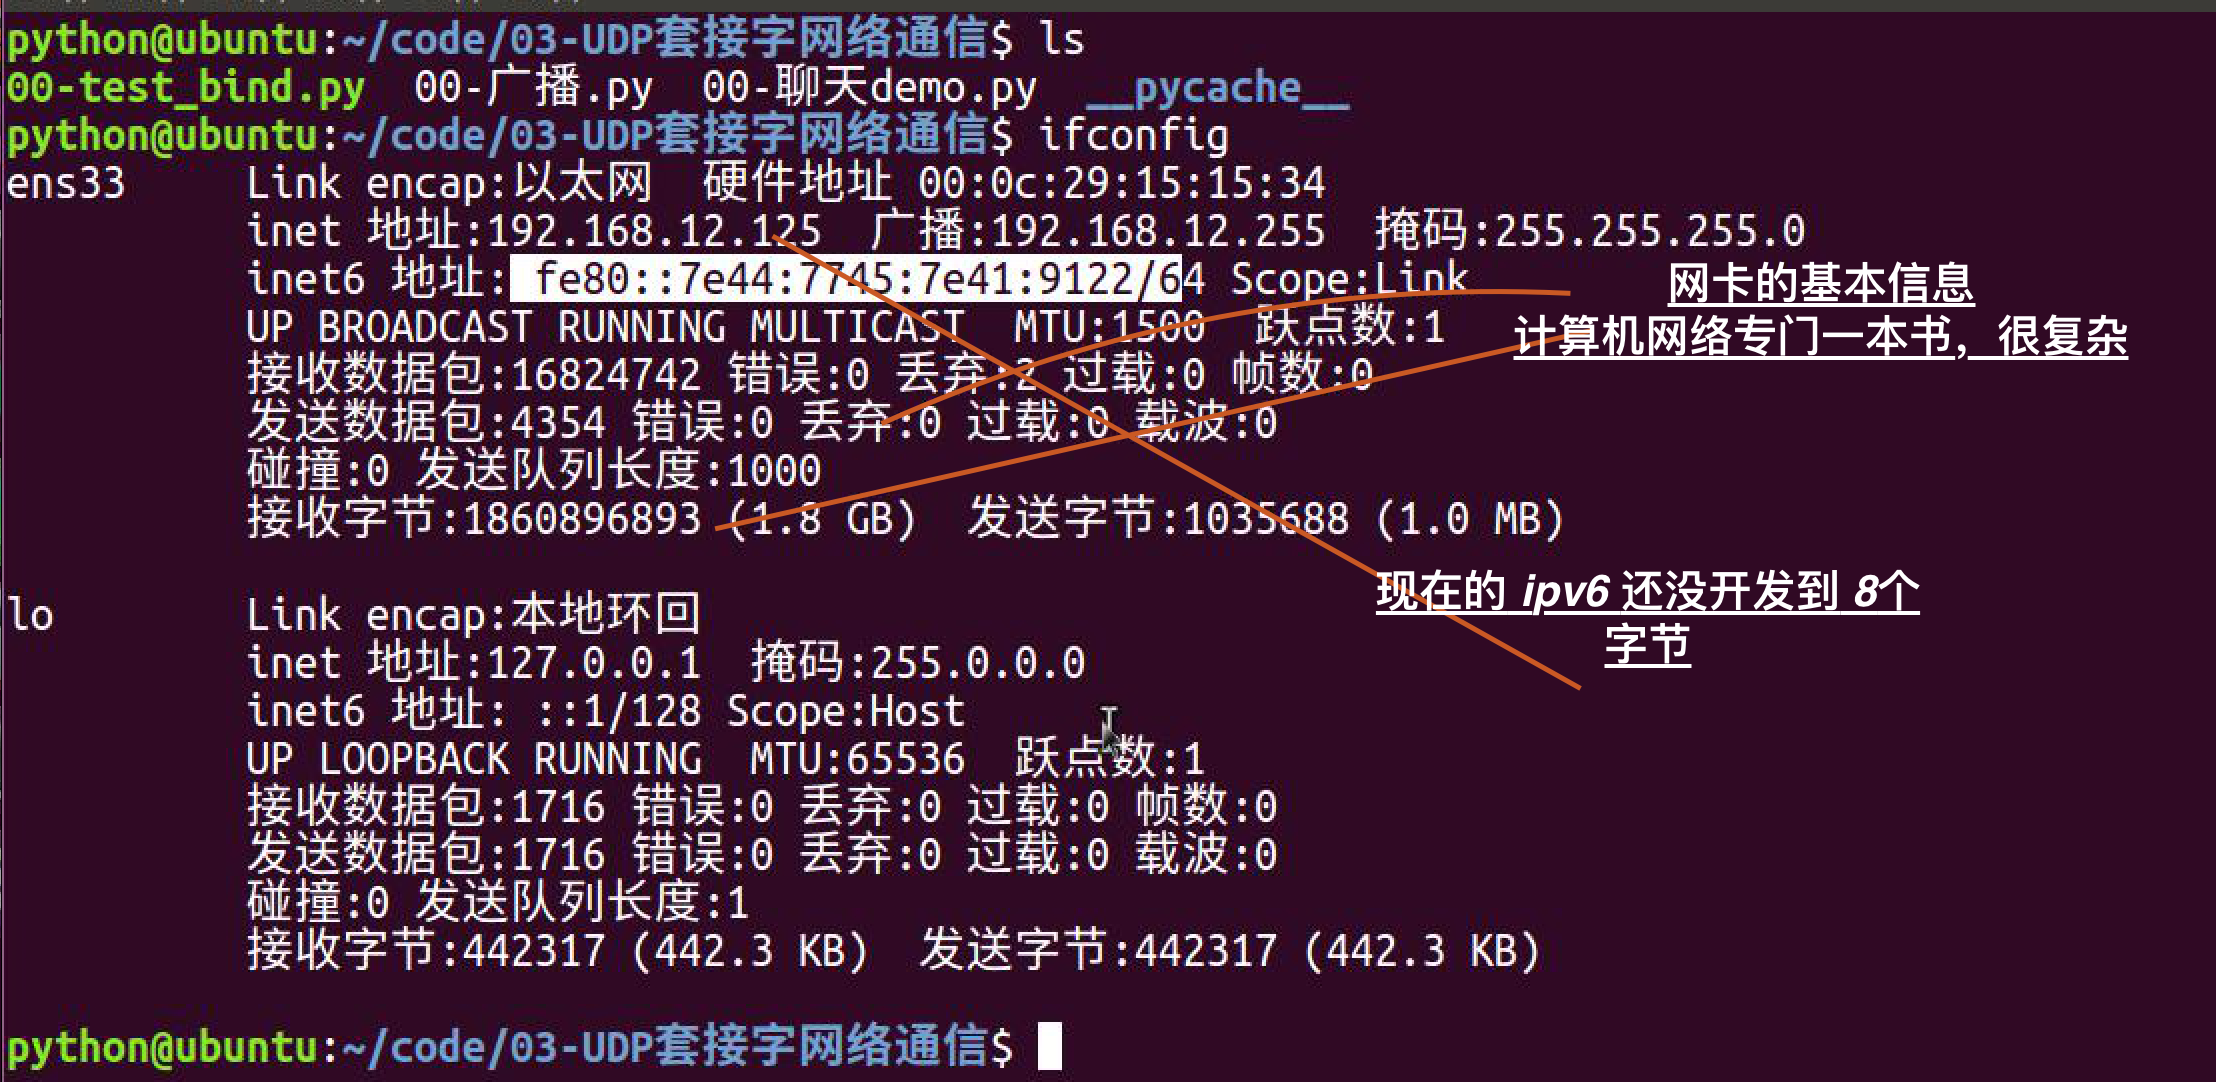 python@ubuntu:~/code/03-UDP套接字网络通信$ ls
00-test_bind.py  00-广播.py  00-聊天demo.py  __pycache__
python@ubuntu:~/code/03-UDP套接字网络通信$ ifconfig
ens33     Link encap:以太网  硬件地址 00:0c:29:15:15:34
          inet 地址:192.168.12.125  广播:192.168.12.255  掩码:255.255.255.0
          inet6 地址: fe80::7e44:7745:7e41:9122/64 Scope:Link
          UP BROADCAST RUNNING MULTICAST  MTU:1500  跃点数:1
          接收数据包:16824742 错误:0 丢弃:2 过载:0 帧数:0
          发送数据包:4354 错误:0 丢弃:0 过载:0 载波:0
          碰撞:0 发送队列长度:1000
          接收字节:1860896893 (1.8 GB)  发送字节:1035688 (1.0 MB)
网卡的基本信息
计算机网络专门一本书，很复杂
现在的 ipv6 还没开发到 8个
字节
lo        Link encap:本地环回
          inet 地址:127.0.0.1  掩码:255.0.0.0
          inet6 地址: ::1/128 Scope:Host
          UP LOOPBACK RUNNING  MTU:65536  跃点数:1
          接收数据包:1716 错误:0 丢弃:0 过载:0 帧数:0
          发送数据包:1716 错误:0 丢弃:0 过载:0 载波:0
          碰撞:0 发送队列长度:1
          接收字节:442317 (442.3 KB)  发送字节:442317 (442.3 KB)
python@ubuntu:~/code/03-UDP套接字网络通信$